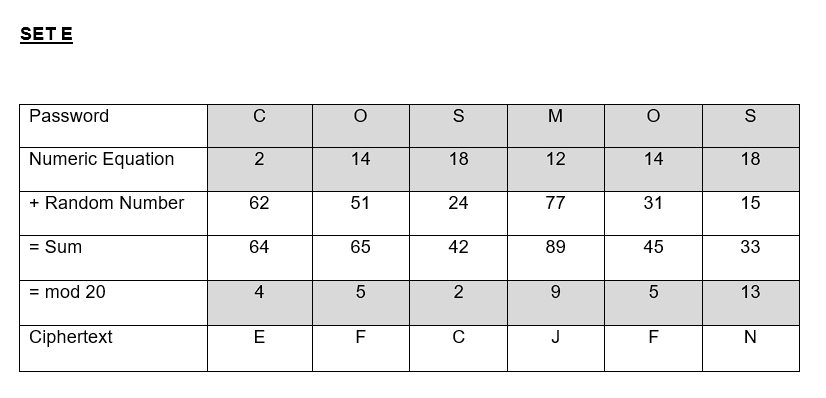 SET E
Password C O S M O S
Numeric Equation 2 14 18 12 14 18
+ Random Number 62 51 24 77 31 15
= Sum 64 65 42 89 45 33
= mod 20 4 5 2 9 5 13
Ciphertext E F C J F N